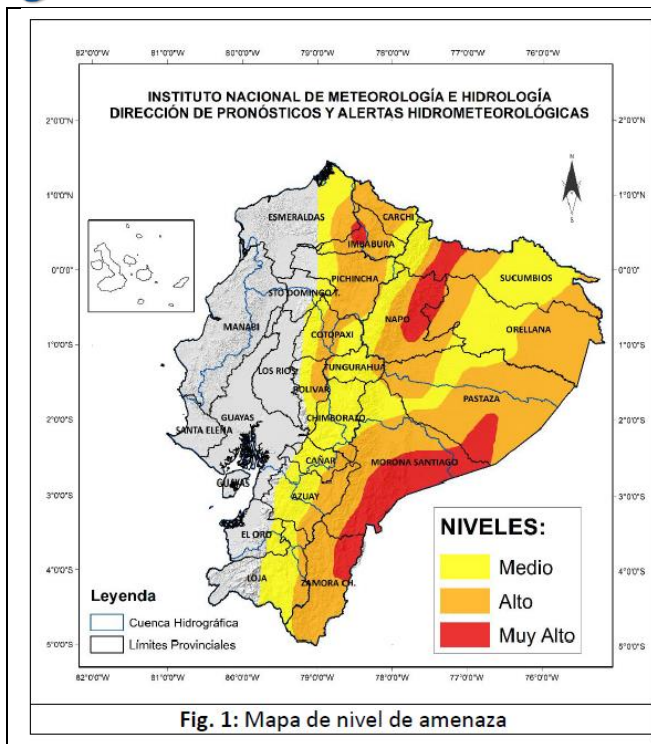 82°0'0"W 81°0'0"W 80°0'0"W 79°0'0"W 78°0'0"W 77°0'0"W 76°0'0"W
INSTITUTO NACIONAL DE METEOROLOGÍA E HIDROLOGÍA
DIRECCIÓN DE PRONÓSTICOS Y ALERTAS HIDROMETEOROLÓGICAS
2°0'0"N 2°0'0"N
N
1°0'0"N 1°0'0"N
ESMERALDAS
CARCHI
IMBABURA
0°0'0" 0°0'0"
PICHINCHA
SUCUMBIOS
STO DOMINGO T.
NAPO
MANABI
ORELLANA
COTOPAXI
1°0'0"S 1°0'0"S
LOS RIOS
TUNGURAHUA
BOLIVAR
PASTAZA
2°0'0"S 2°0'0"S
GUAYAS
CHIMBORAZO
SANTA ELENA
CAÑAR
MORONA SANTIAGO
GUAYAS
3°0'0"S 3°0'0"S
AZUAY
EL ORO
NIVELES:
Medio
4°0'0"S 4°0'0"S
LOJA
ZAMORA CH.
Alto
Leyenda
Cuenca Hidrográfica
Límites Provinciales
Muy Alto
5°0'0"S 5°0'0"S
82°0'0"W 81°0'0"W 80°0'0"W 79°0'0"W 78°0'0"W 77°0'0"W 76°0'0"W
Fig. 1: Mapa de nivel de amenaza